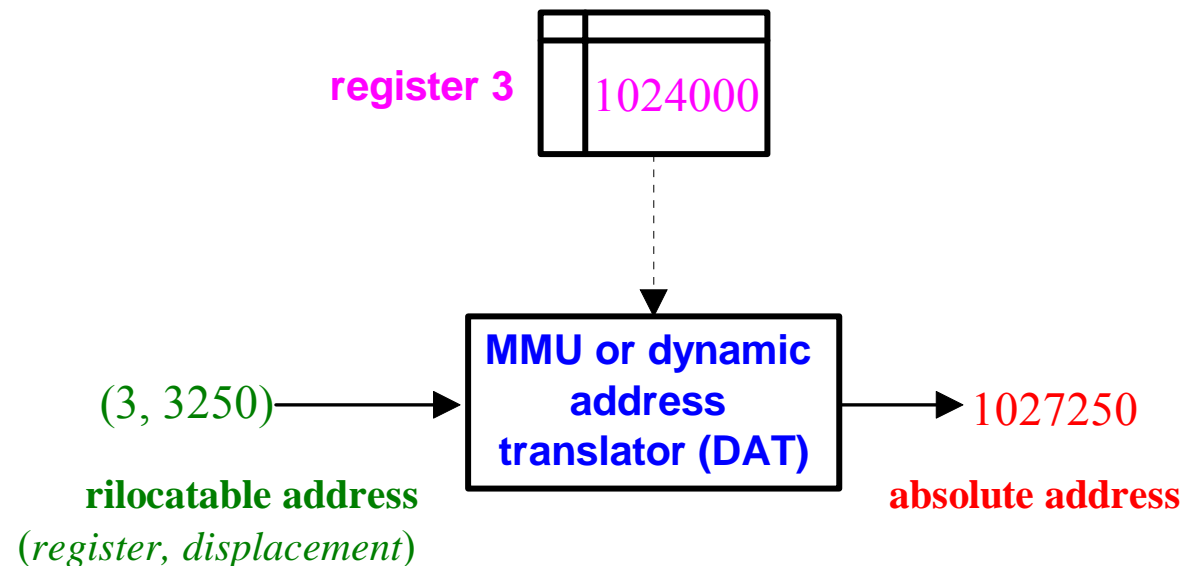 register 3
1024000
MMU or dynamic
address
translator (DAT)
(3, 3250)
1027250
rilocatable address
(register, displacement)
absolute address